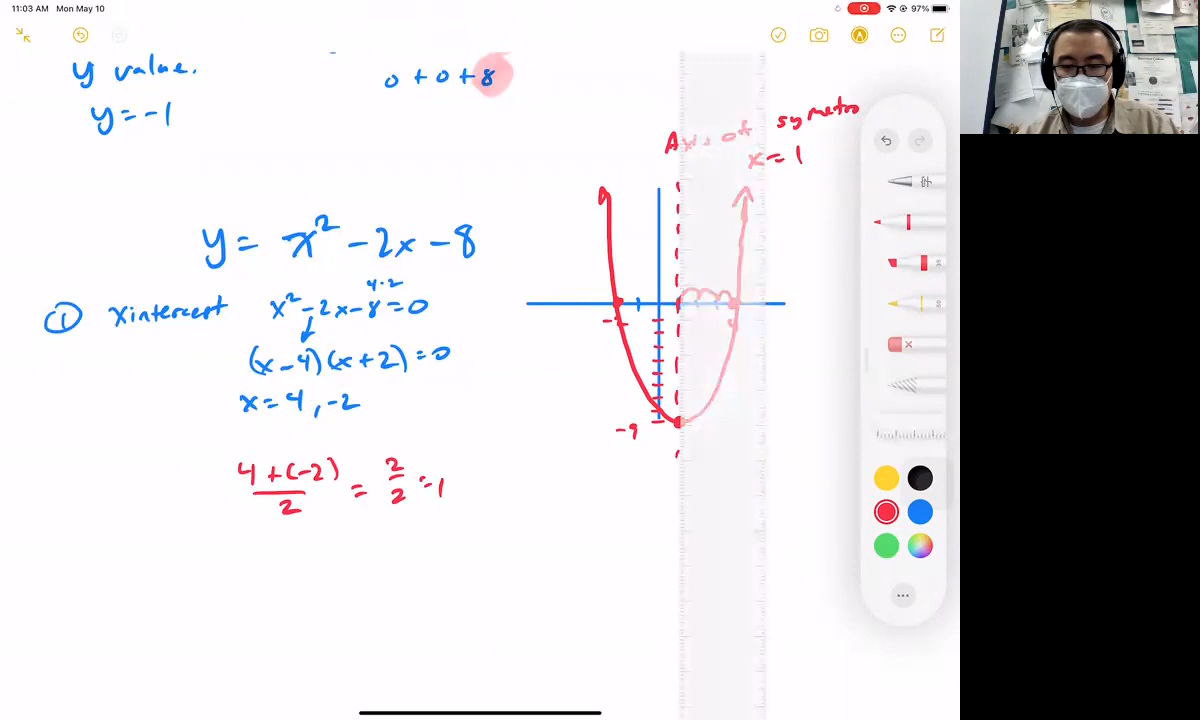 11:03 AM Mon May 10
97%
y value.
y = -1
0 + 0 + 8
Axis of symetry
x = 1
y = x² - 2x - 8
① x intercept x² - 2x - 8 = 0
4·2
(x - 4)(x + 2) = 0
x = 4, -2
-2
-9
4 + (-2) / 2 = 2/2 = 1